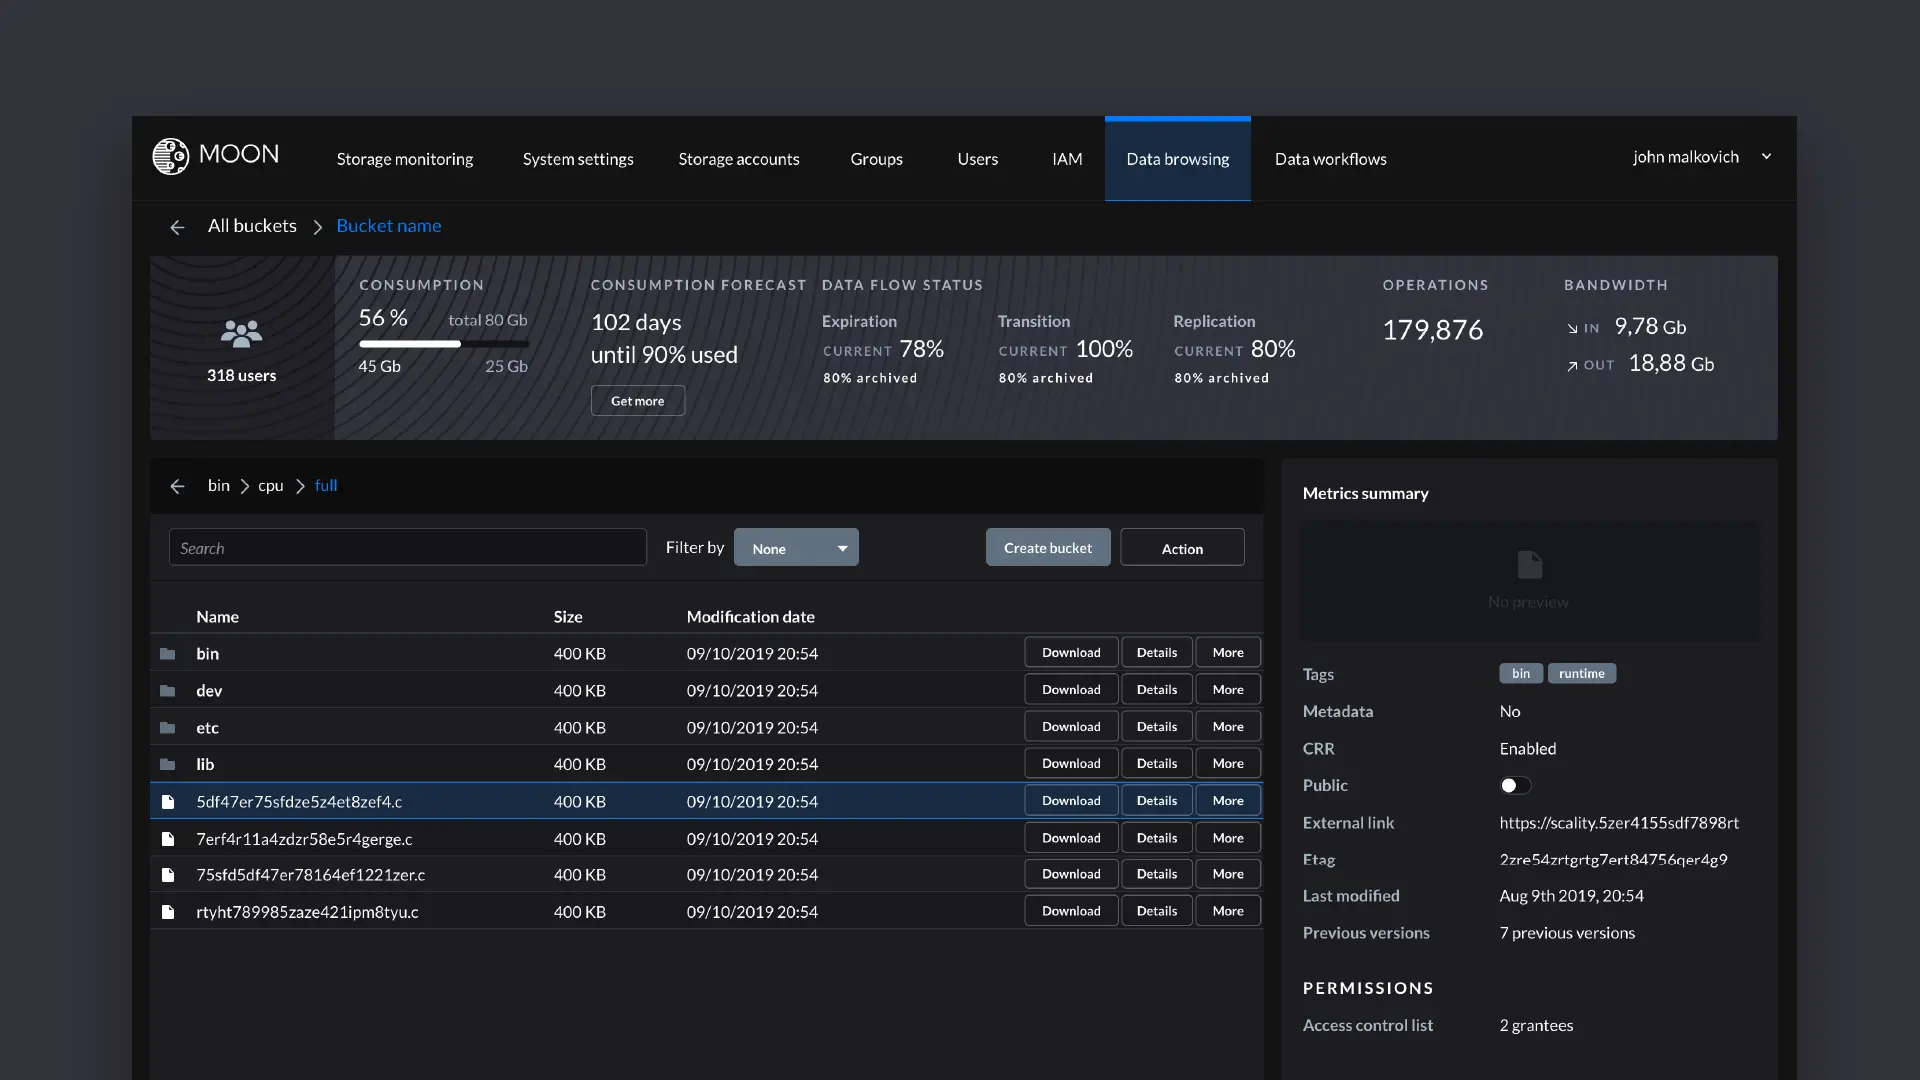 MOON
Storage monitoring System settings Storage accounts Groups Users IAM Data browsing Data workflows john malkovich
All buckets Bucket name
318 users
CONSUMPTION
56 % total 80 Gb
45 Gb 25 Gb
CONSUMPTION FORECAST
102 days
until 90% used
Get more
DATA FLOW STATUS
Expiration
CURRENT 78%
80% archived
Transition
CURRENT 100%
80% archived
Replication
CURRENT 80%
80% archived
OPERATIONS
179,876
BANDWIDTH
IN 9,78 Gb
OUT 18,88 Gb
bin cpu full
Search Filter by None Create bucket Action
Name Size Modification date
bin 400 KB 09/10/2019 20:54 Download Details More
dev 400 KB 09/10/2019 20:54 Download Details More
etc 400 KB 09/10/2019 20:54 Download Details More
lib 400 KB 09/10/2019 20:54 Download Details More
5df47er75sfdze5z4et8zef4.c 400 KB 09/10/2019 20:54 Download Details More
7erf4r11a4zdzr58e5r4gerge.c 400 KB 09/10/2019 20:54 Download Details More
75sfd5df47er78164ef1221zer.c 400 KB 09/10/2019 20:54 Download Details More
rtyht789985zaze421ipm8tyu.c 400 KB 09/10/2019 20:54 Download Details More
Metrics summary
No preview
Tags bin runtime
Metadata No
CRR Enabled
Public
External link https://scality.5zer4155sdf7898rt
Etag 2zre54zrtgrtg7ert84756qer4g9
Last modified Aug 9th 2019, 20:54
Previous versions 7 previous versions
PERMISSIONS
Access control list 2 grantees